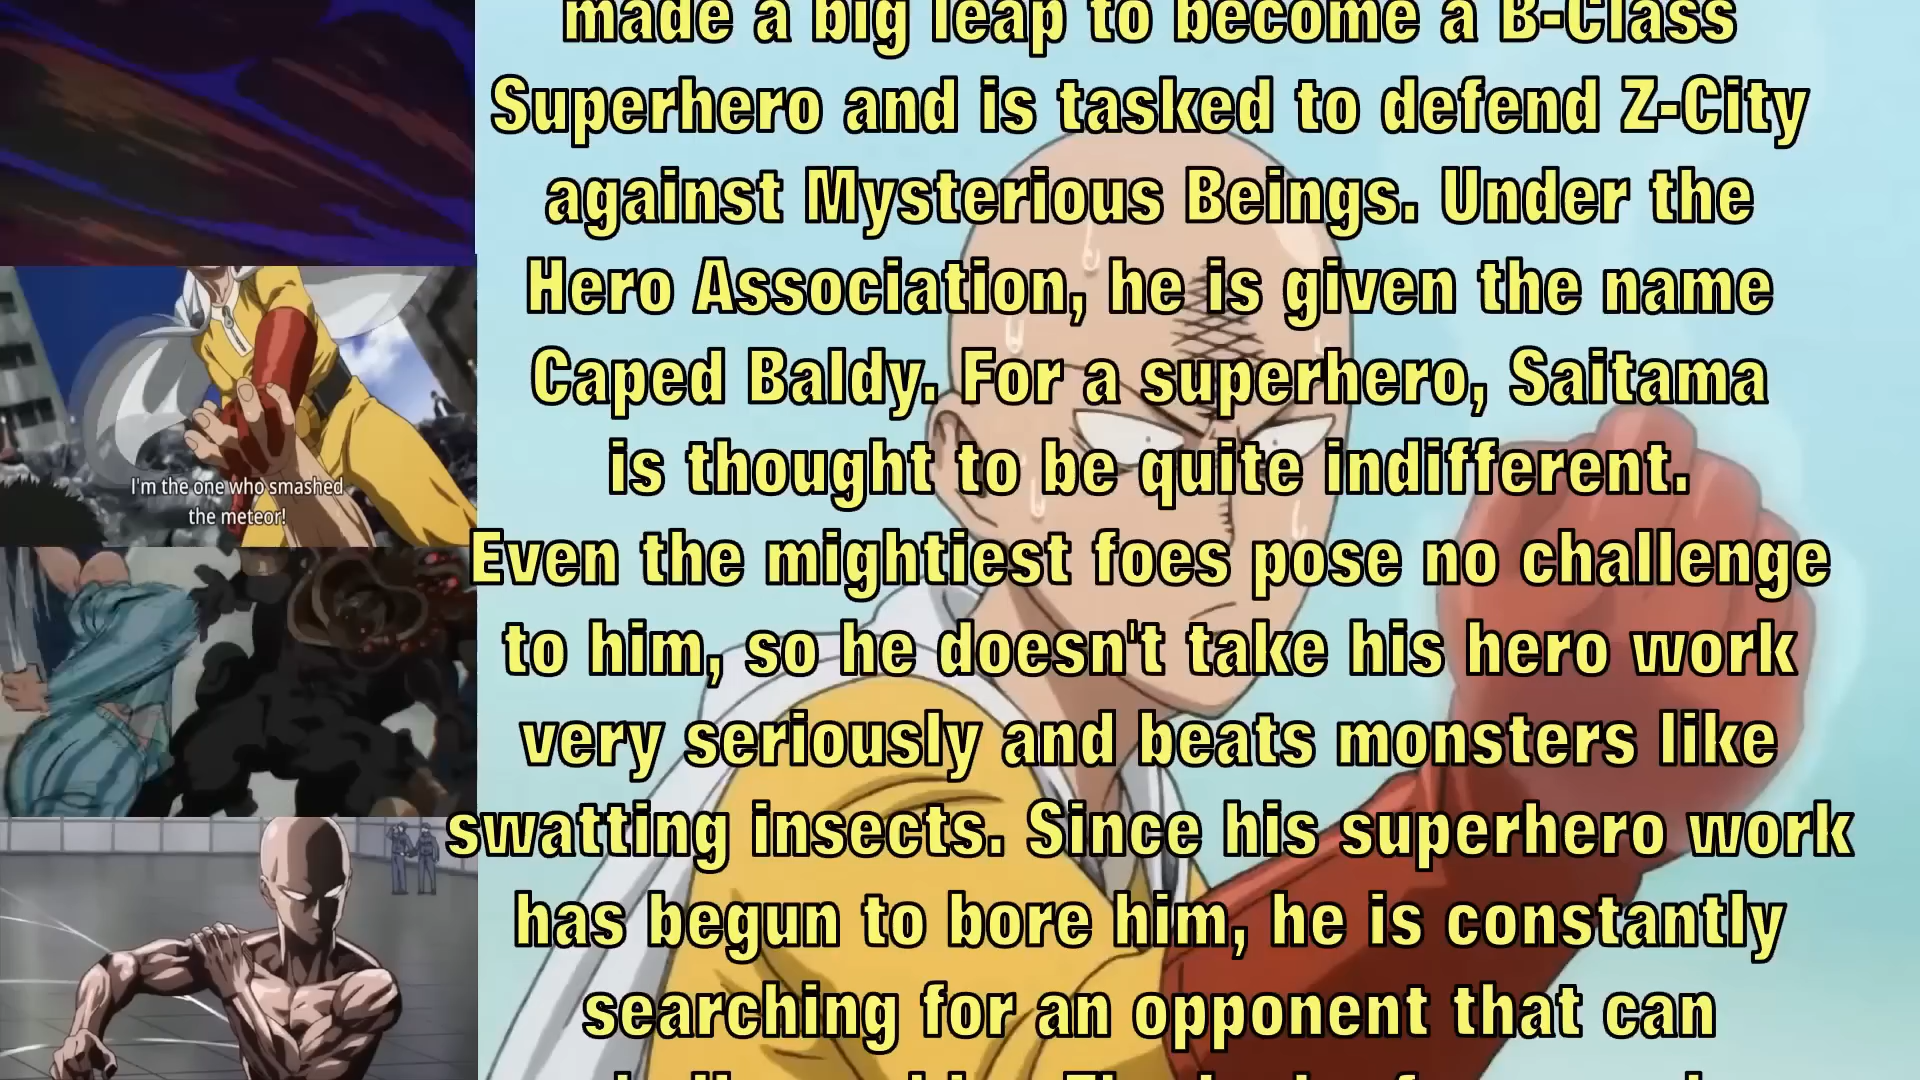 made a big leap to become a B-Class
Superhero and is tasked to defend Z-City
against Mysterious Beings. Under the
Hero Association, he is given the name
Caped Baldy. For a superhero, Saitama
is thought to be quite indifferent.
Even the mightiest foes pose no challenge
to him, so he doesn't take his hero work
very seriously and beats monsters like
swatting insects. Since his superhero work
has begun to bore him, he is constantly
searching for an opponent that can
I'm the one who smashed
the meteor!